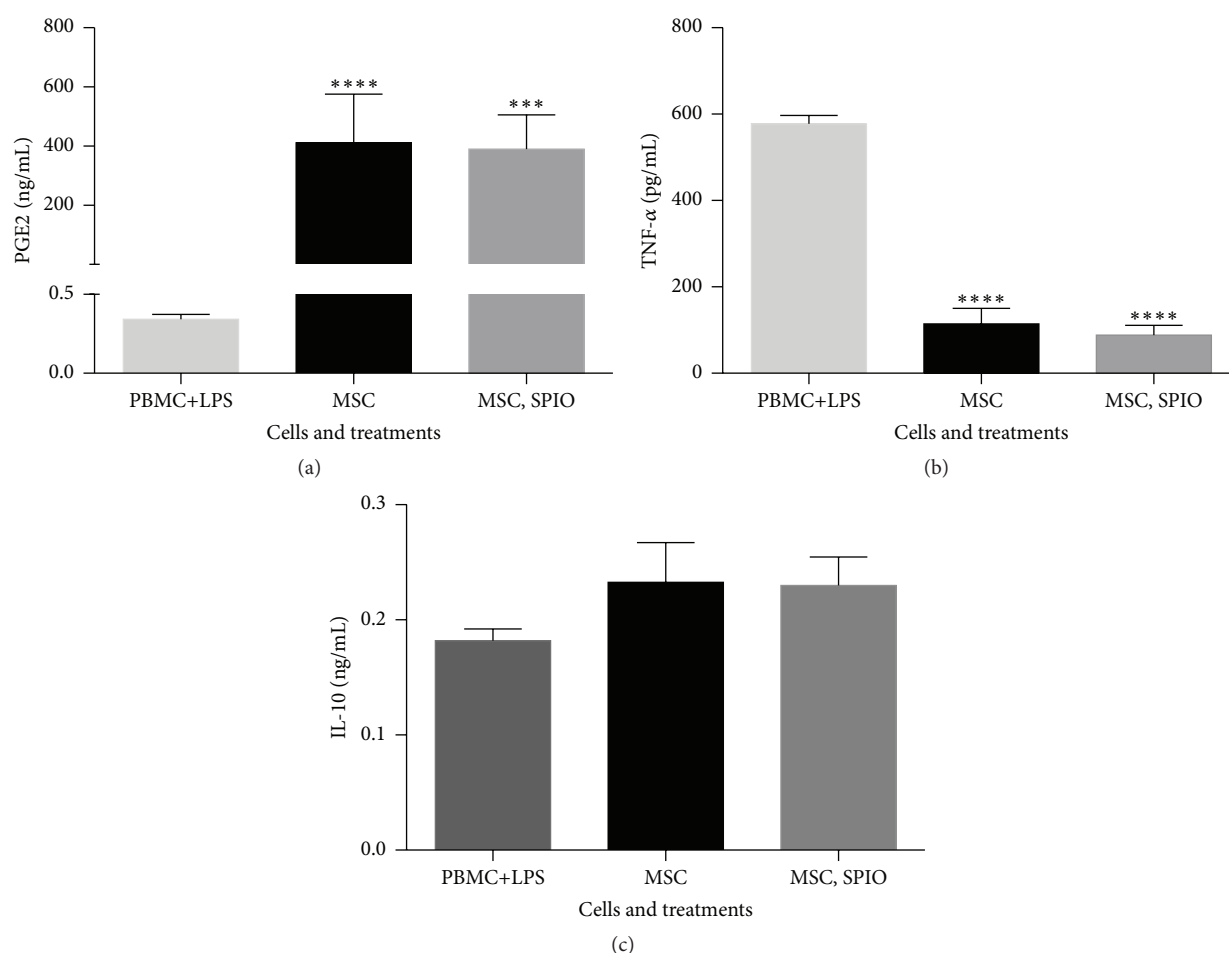 800
600
400
200
0.5
0.0
PGE2 (ng/mL)
****
***
PBMC+LPS MSC MSC, SPIO
Cells and treatments
(a)
800
600
400
200
0
TNF-α (pg/mL)
****
****
PBMC+LPS MSC MSC, SPIO
Cells and treatments
(b)
0.3
0.2
0.1
0.0
IL-10 (ng/mL)
PBMC+LPS MSC MSC, SPIO
Cells and treatments
(c)